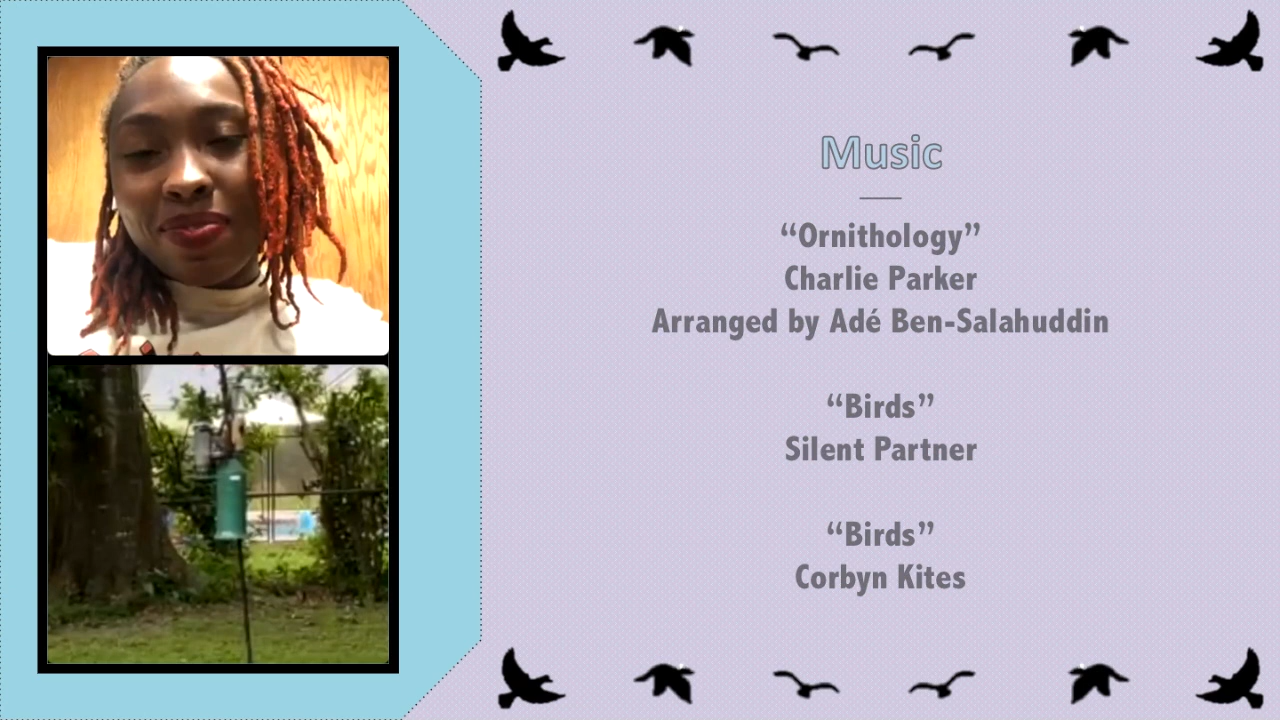 Music
“Ornithology”
Charlie Parker
Arranged by Adé Ben-Salahuddin
“Birds”
Silent Partner
“Birds”
Corbyn Kites